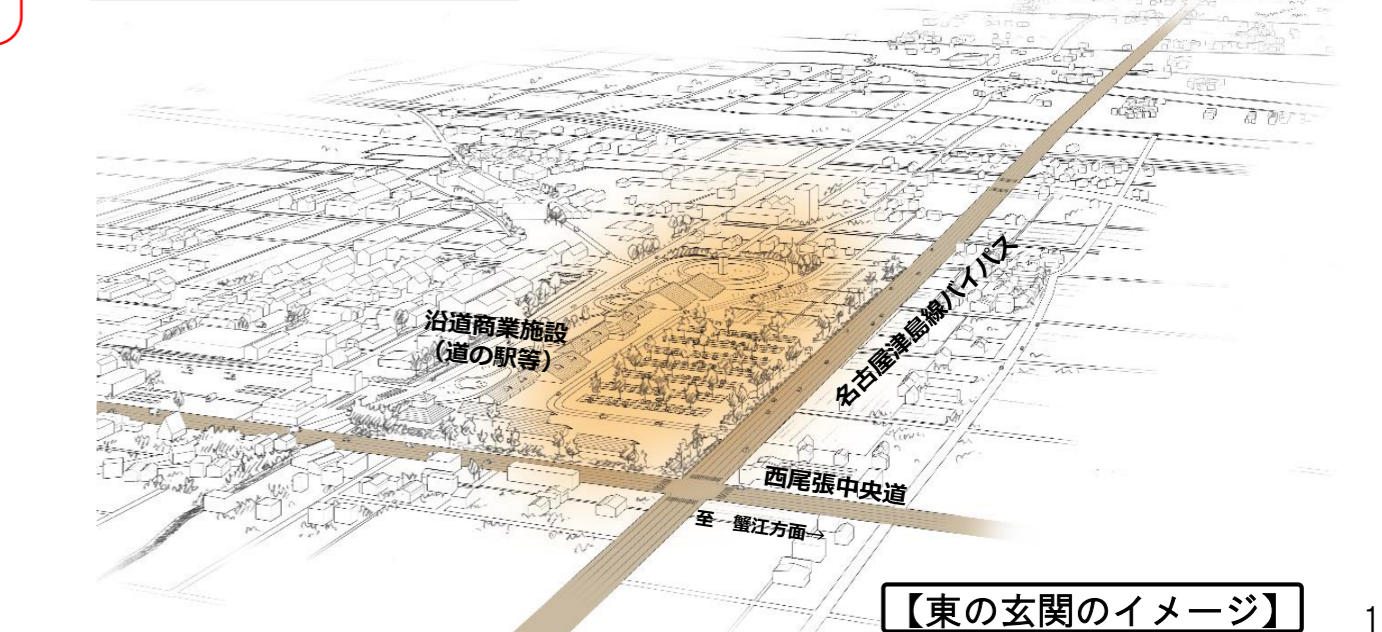 沿道商業施設
（道の駅等）
名古屋津島線バイパス
西尾張中央道
至　蟹江方面→
【東の玄関のイメージ】
1